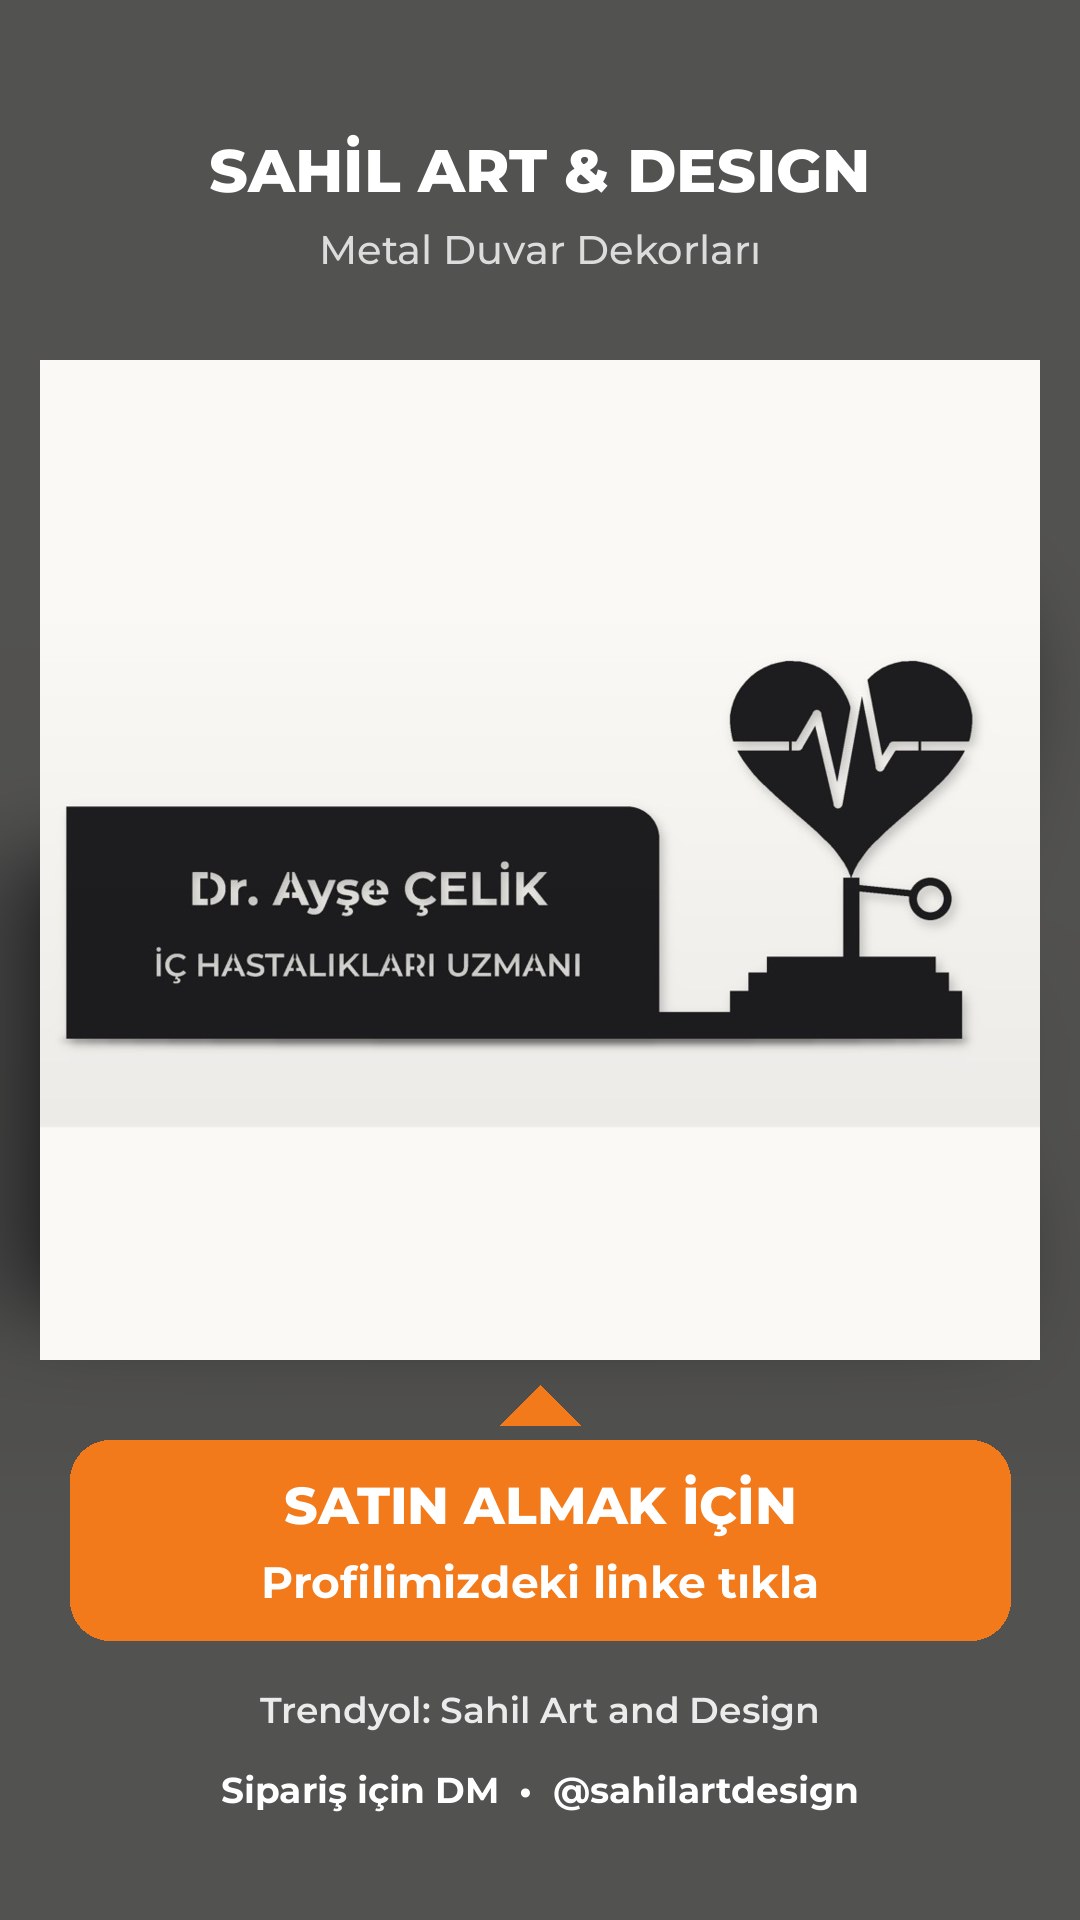 SAHİL ART & DESIGN
Metal Duvar Dekorları
Dr. Ayşe ÇELİK
İÇ HASTALIKLARI UZMANI
SATIN ALMAK İÇİN
Profilimizdeki linke tıkla
Trendyol: Sahil Art and Design
Sipariş için DM • @sahilartdesign